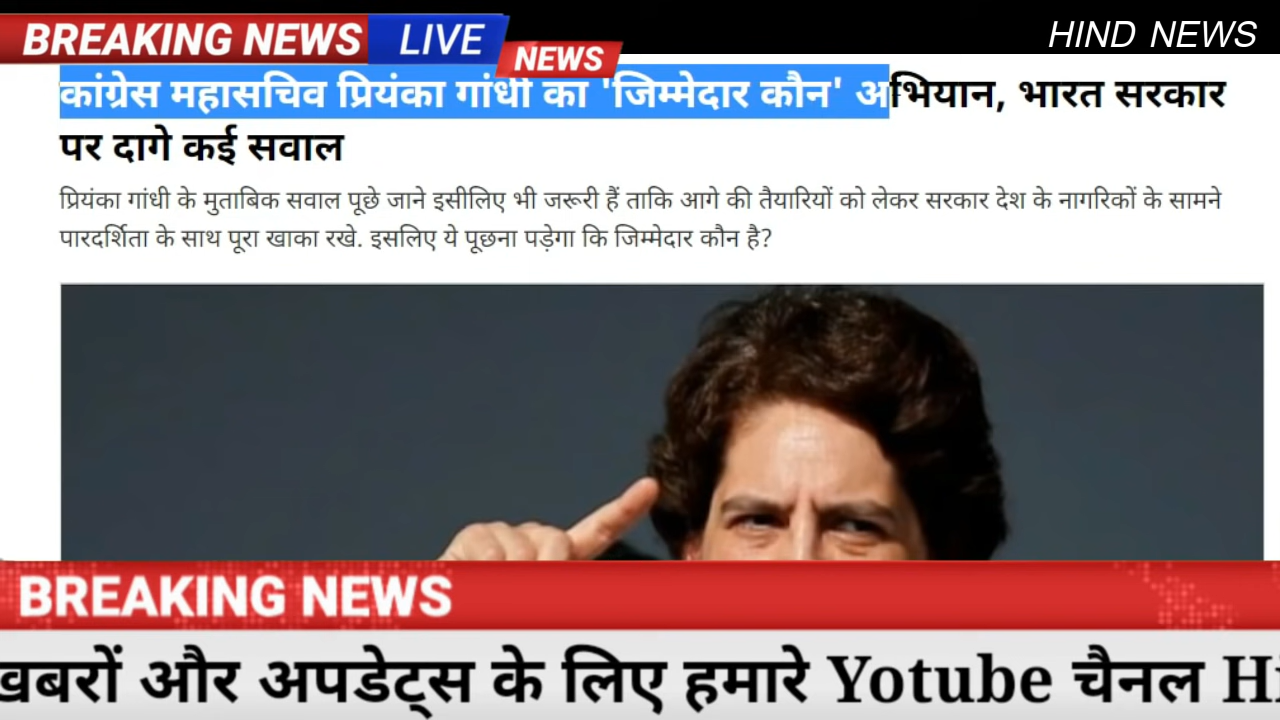 BREAKING NEWS LIVE
NEWS
HIND NEWS
कांग्रेस महासचिव प्रियंका गांधी का 'जिम्मेदार कौन' अभियान, भारत सरकार
पर दागे कई सवाल
प्रियंका गांधी के मुताबिक सवाल पूछे जाने इसीलिए भी जरूरी हैं ताकि आगे की तैयारियों को लेकर सरकार देश के नागरिकों के सामने
पारदर्शिता के साथ पूरा खाका रखे. इसलिए ये पूछना पड़ेगा कि जिम्मेदार कौन है?
BREAKING NEWS
खबरों और अपडेट्स के लिए हमारे Yotube चैनल Hi